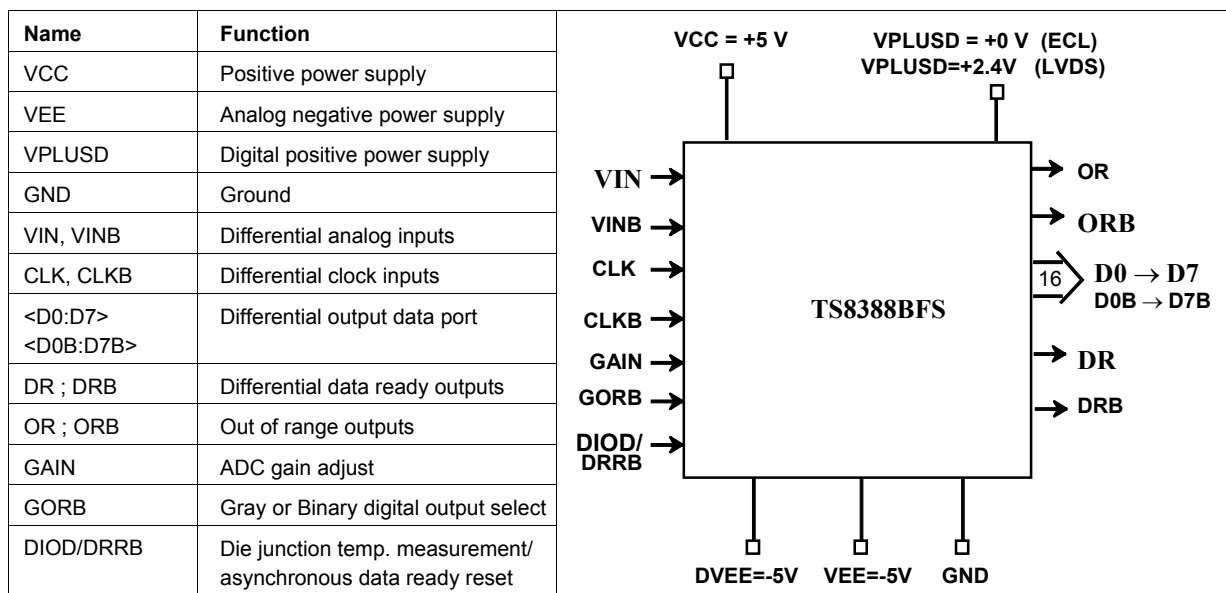 Name Function
VCC Positive power supply
VEE Analog negative power supply
VPLUSD Digital positive power supply
GND Ground
VIN, VINB Differential analog inputs
CLK, CLKB Differential clock inputs
<D0:D7> Differential output data port
<D0B:D7B>
DR ; DRB Differential data ready outputs
OR ; ORB Out of range outputs
GAIN ADC gain adjust
GORB Gray or Binary digital output select
DIOD/DRRB Die junction temp. measurement/
asynchronous data ready reset
VCC = +5 V
VPLUSD = +0 V (ECL)
VPLUSD=+2.4V (LVDS)
VIN
VINB
CLK
CLKB
GAIN
GORB
DIOD/
DRRB
TS8388BFS
OR
ORB
16 D0 → D7
D0B → D7B
DR
DRB
DVEE=-5V VEE=-5V GND